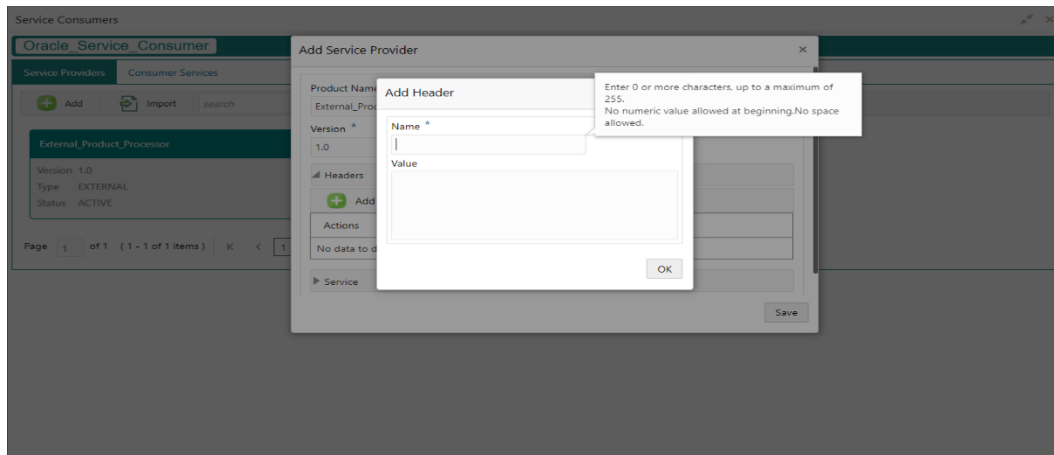 Service Consumers
Oracle_Service_Consumer
Service Providers Consumer Services
Add Import search
External_Product_Processor
Version 1.0
Type EXTERNAL
Status ACTIVE
Page 1 of 1 (1 - 1 of 1 items) K < 1
Add Service Provider ×
Product Name
External_Proc
Version *
1.0
Headers
Add
Actions
No data to d
Service
Save
Add Header
Name *
Value
OK
Enter 0 or more characters, up to a maximum of
255.
No numeric value allowed at beginning.No space
allowed.